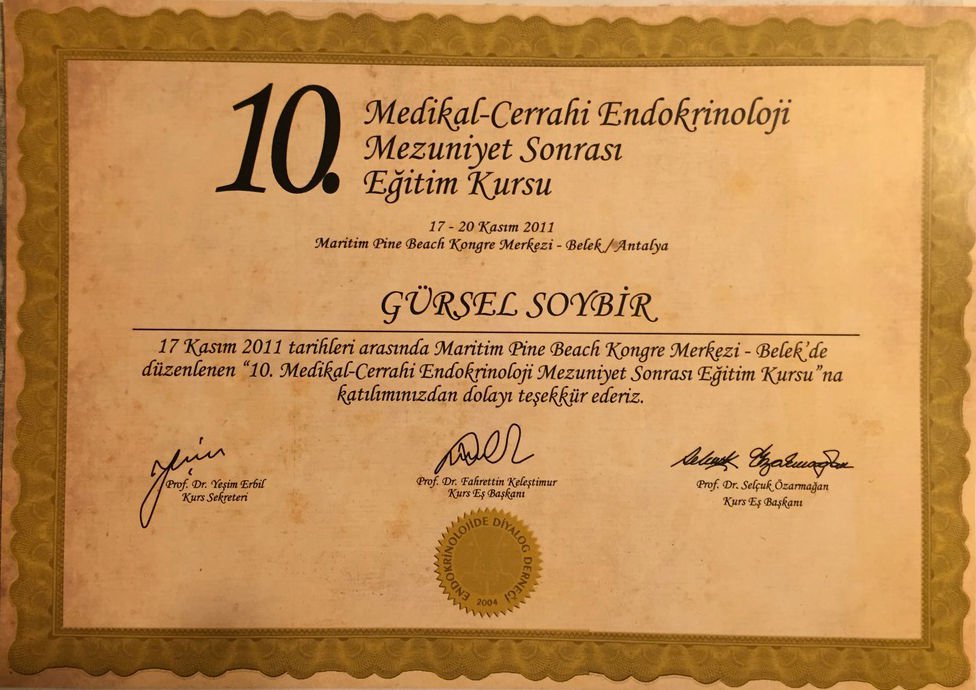 10. Medikal-Cerrahi Endokrinoloji
Mezuniyet Sonrası
Eğitim Kursu
17 - 20 Kasım 2011
Maritim Pine Beach Kongre Merkezi - Belek / Antalya
GÜRSEL SOYBİR
17 Kasım 2011 tarihleri arasında Maritim Pine Beach Kongre Merkezi - Belek'de
düzenlenen “10. Medikal-Cerrahi Endokrinoloji Mezuniyet Sonrası Eğitim Kursu”na
katılımınızdan dolayı teşekkür ederiz.
Prof. Dr. Yeşim Erbil
Kurs Sekreteri
Prof. Dr. Fahrettin Keleştimur
Kurs Eş Başkanı
Selçuk Özarmağan
Prof. Dr. Selçuk Özarmağan
Kurs Eş Başkanı
ENDOKRİNOLOJİDE DİYALOG DERNEĞİ
2004